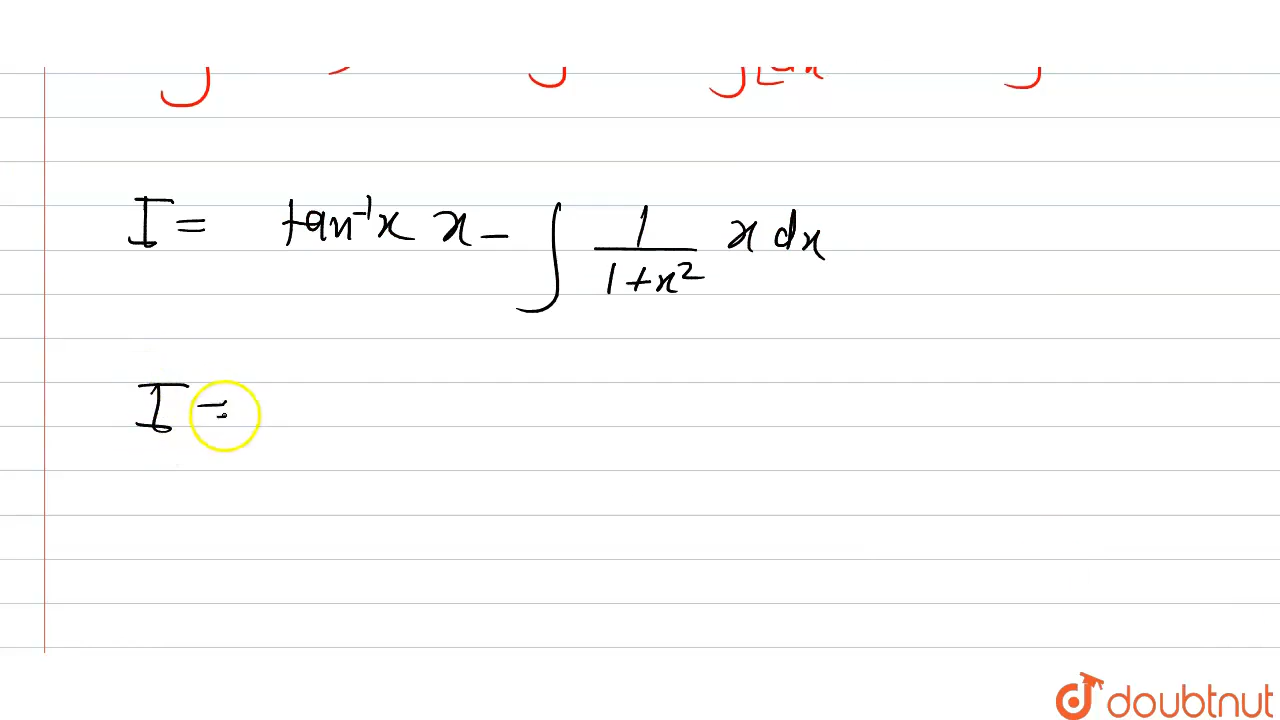 I = tan⁻¹x x − ∫ 1/(1+x²) x dx
I =
doubtnut